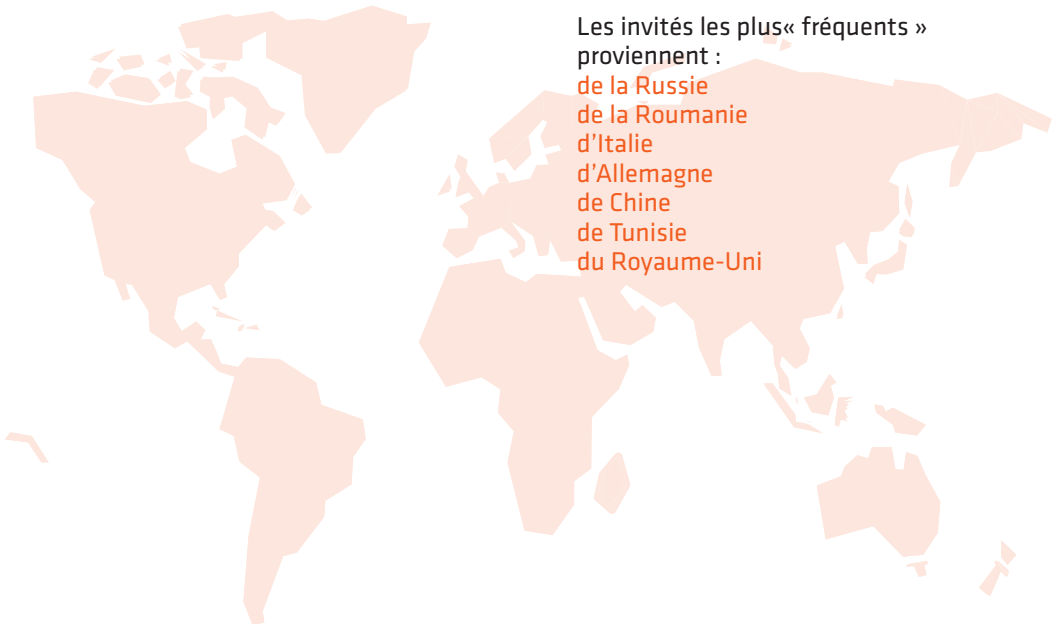 Les invités les plus« fréquents »
proviennent :
de la Russie
de la Roumanie
d’Italie
d’Allemagne
de Chine
de Tunisie
du Royaume-Uni